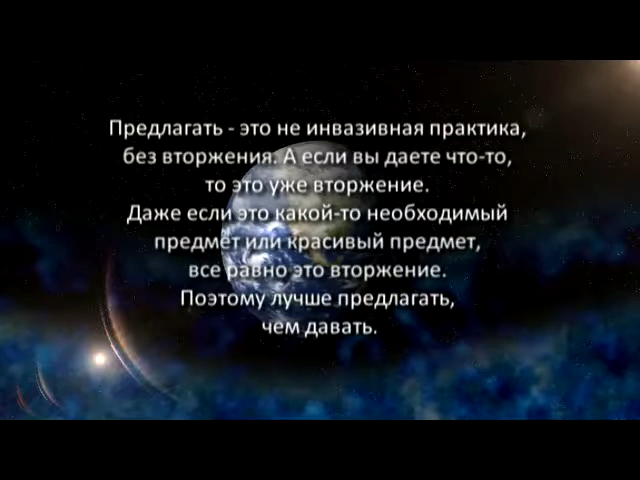 Предлагать - это не инвазивная практика,
без вторжения. А если вы даете что-то,
то это уже вторжение.
Даже если это какой-то необходимый
предмет или красивый предмет,
все равно это вторжение.
Поэтому лучше предлагать,
чем давать.